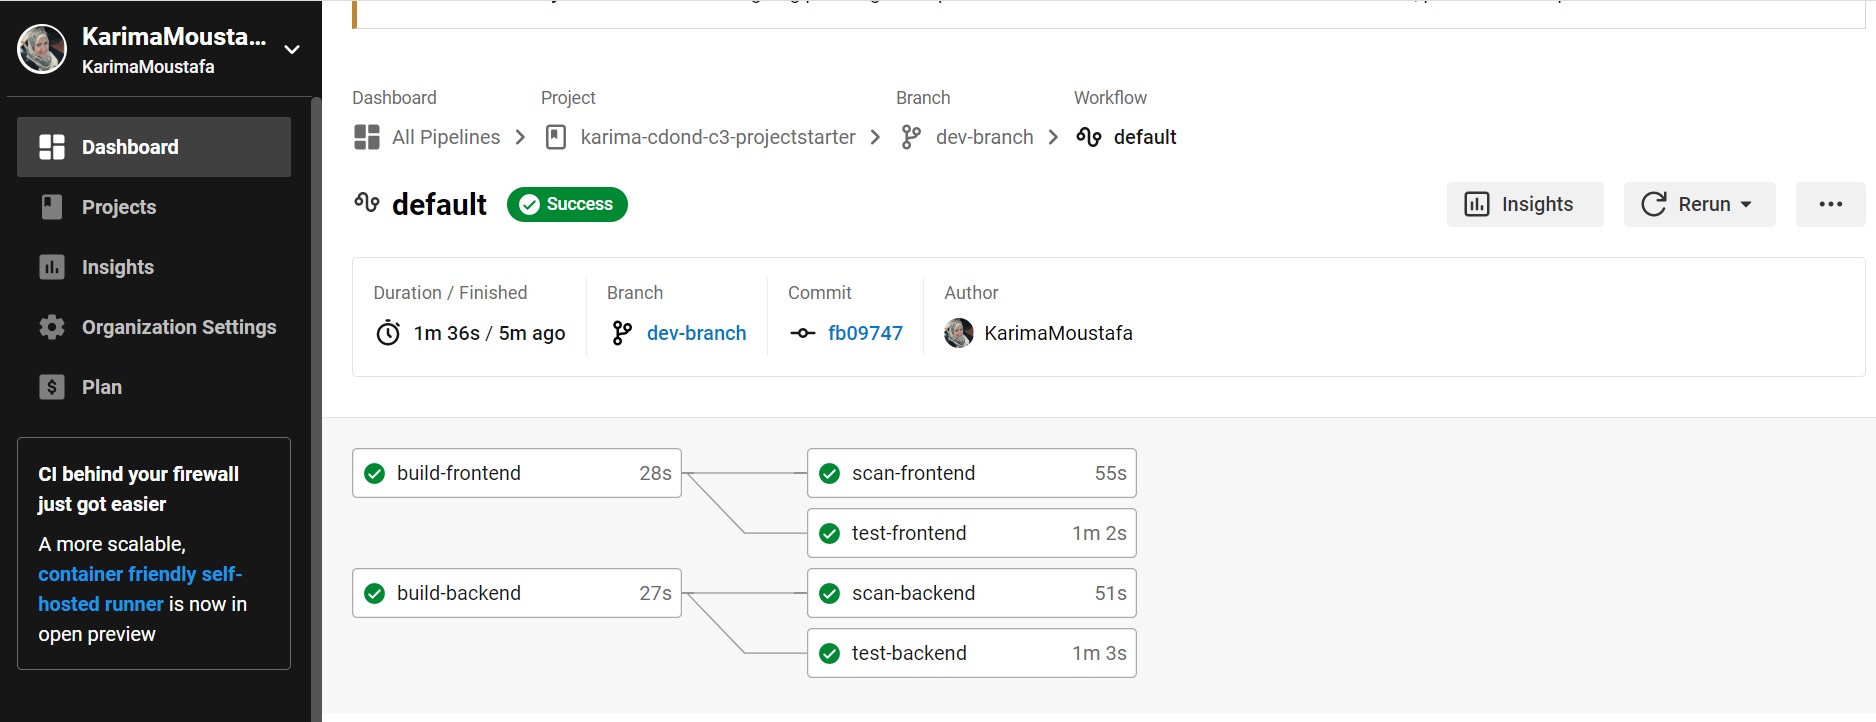 KarimaMousta...
KarimaMoustafa
Dashboard
Projects
Insights
Organization Settings
Plan
CI behind your firewall
just got easier
A more scalable,
container friendly self-
hosted runner is now in
open preview
Dashboard Project Branch Workflow
All Pipelines karima-cdond-c3-projectstarter dev-branch default
default Success Insights Rerun
Duration / Finished Branch Commit Author
1m 36s / 5m ago dev-branch fb09747 KarimaMoustafa
build-frontend 28s scan-frontend 55s
test-frontend 1m 2s
build-backend 27s scan-backend 51s
test-backend 1m 3s